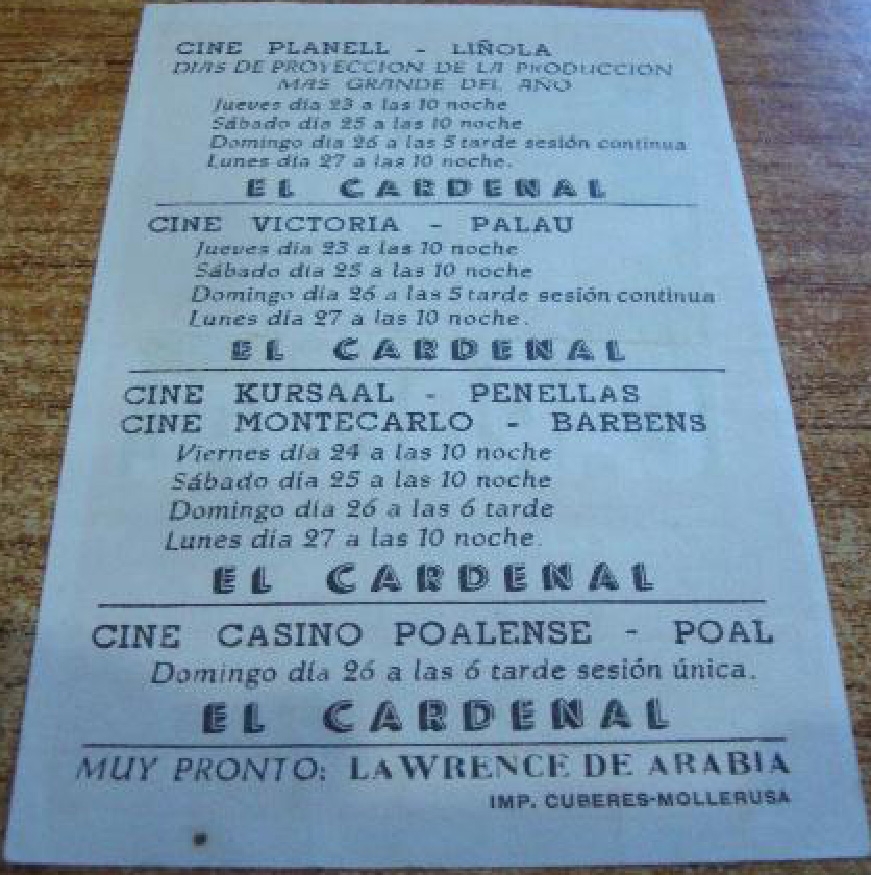 CINE PLANELL - LIÑOLA
DIAS DE PROYECCION DE LA PRODUCCION
MAS GRANDE DEL AÑO
Jueves día 23 a las 10 noche
Sábado día 25 a las 10 noche
Domingo día 26 a las 5 tarde sesión continua
Lunes día 27 a las 10 noche.
EL CARDENAL
CINE VICTORIA - PALAU
Jueves día 23 a las 10 noche
Sábado día 25 a las 10 noche
Domingo día 26 a las 5 tarde sesión continua
Lunes día 27 a las 10 noche.
EL CARDENAL
CINE KURSAAL - PENELLAS
CINE MONTECARLO - BARBENS
Viernes día 24 a las 10 noche
Sábado día 25 a las 10 noche
Domingo día 26 a las 6 tarde
Lunes día 27 a las 10 noche.
EL CARDENAL
CINE CASINO POALENSE - POAL
Domingo día 26 a las 6 tarde sesión única.
EL CARDENAL
MUY PRONTO: LAWRENCE DE ARABIA
IMP. CUBERES-MOLLERUSA